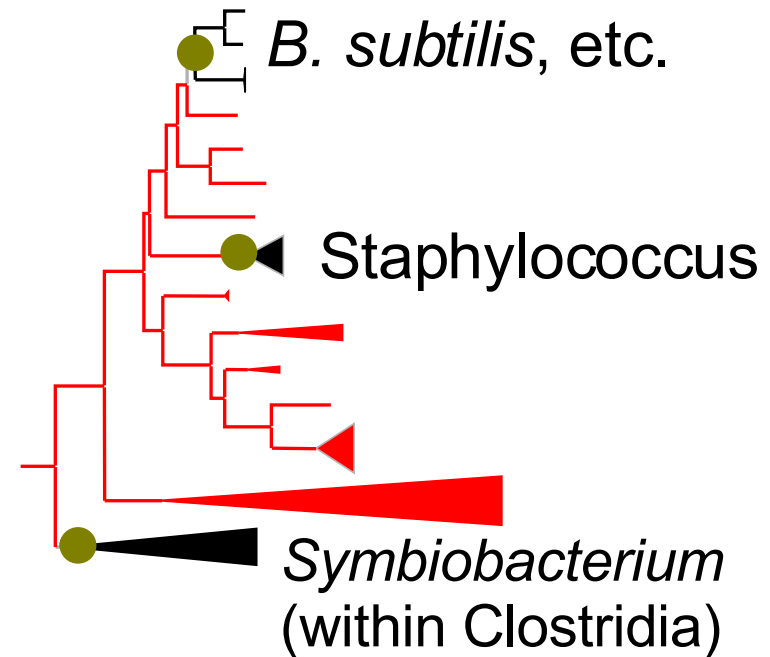 B. subtilis, etc.
Staphylococcus
Symbiobacterium
(within Clostridia)